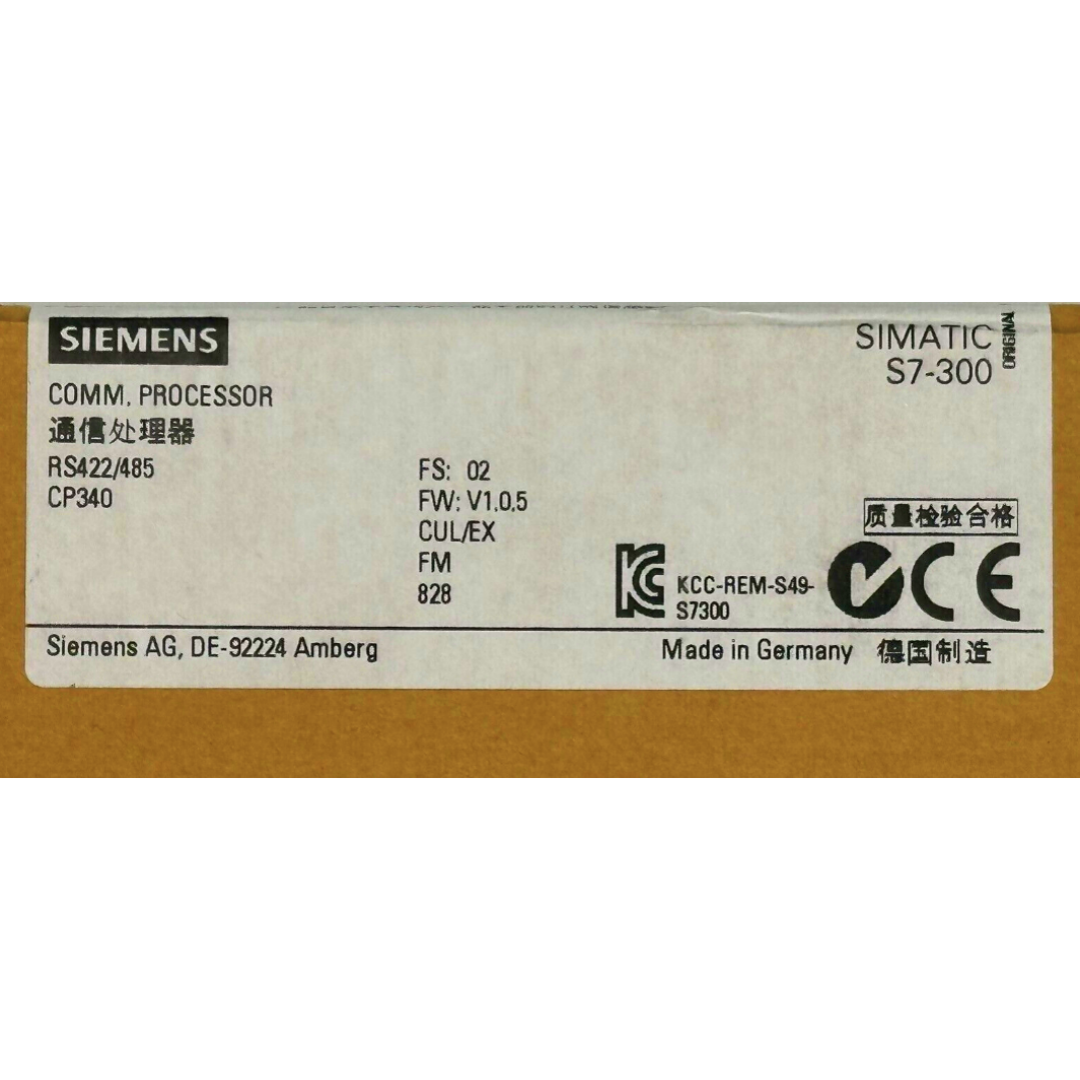 SIEMENS
SIMATIC
S7-300
ORIGINAL
COMM. PROCESSOR
通信处理器
RS422/485
CP340
FS: 02
FW: V1.0.5
CUL/EX
FM
828
质量检验合格
KCC-REM-S49-
S7300
CE
Siemens AG, DE-92224 Amberg
Made in Germany 德国制造